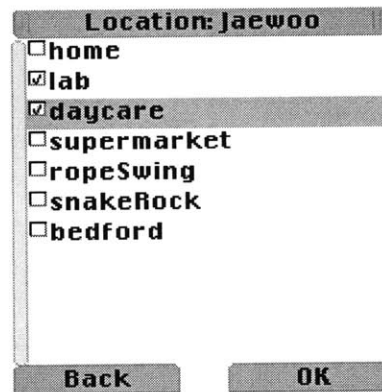 Location: Jaewoo
home
lab
daycare
supermarket
ropeSwing
snakeRock
bedford
Back OK